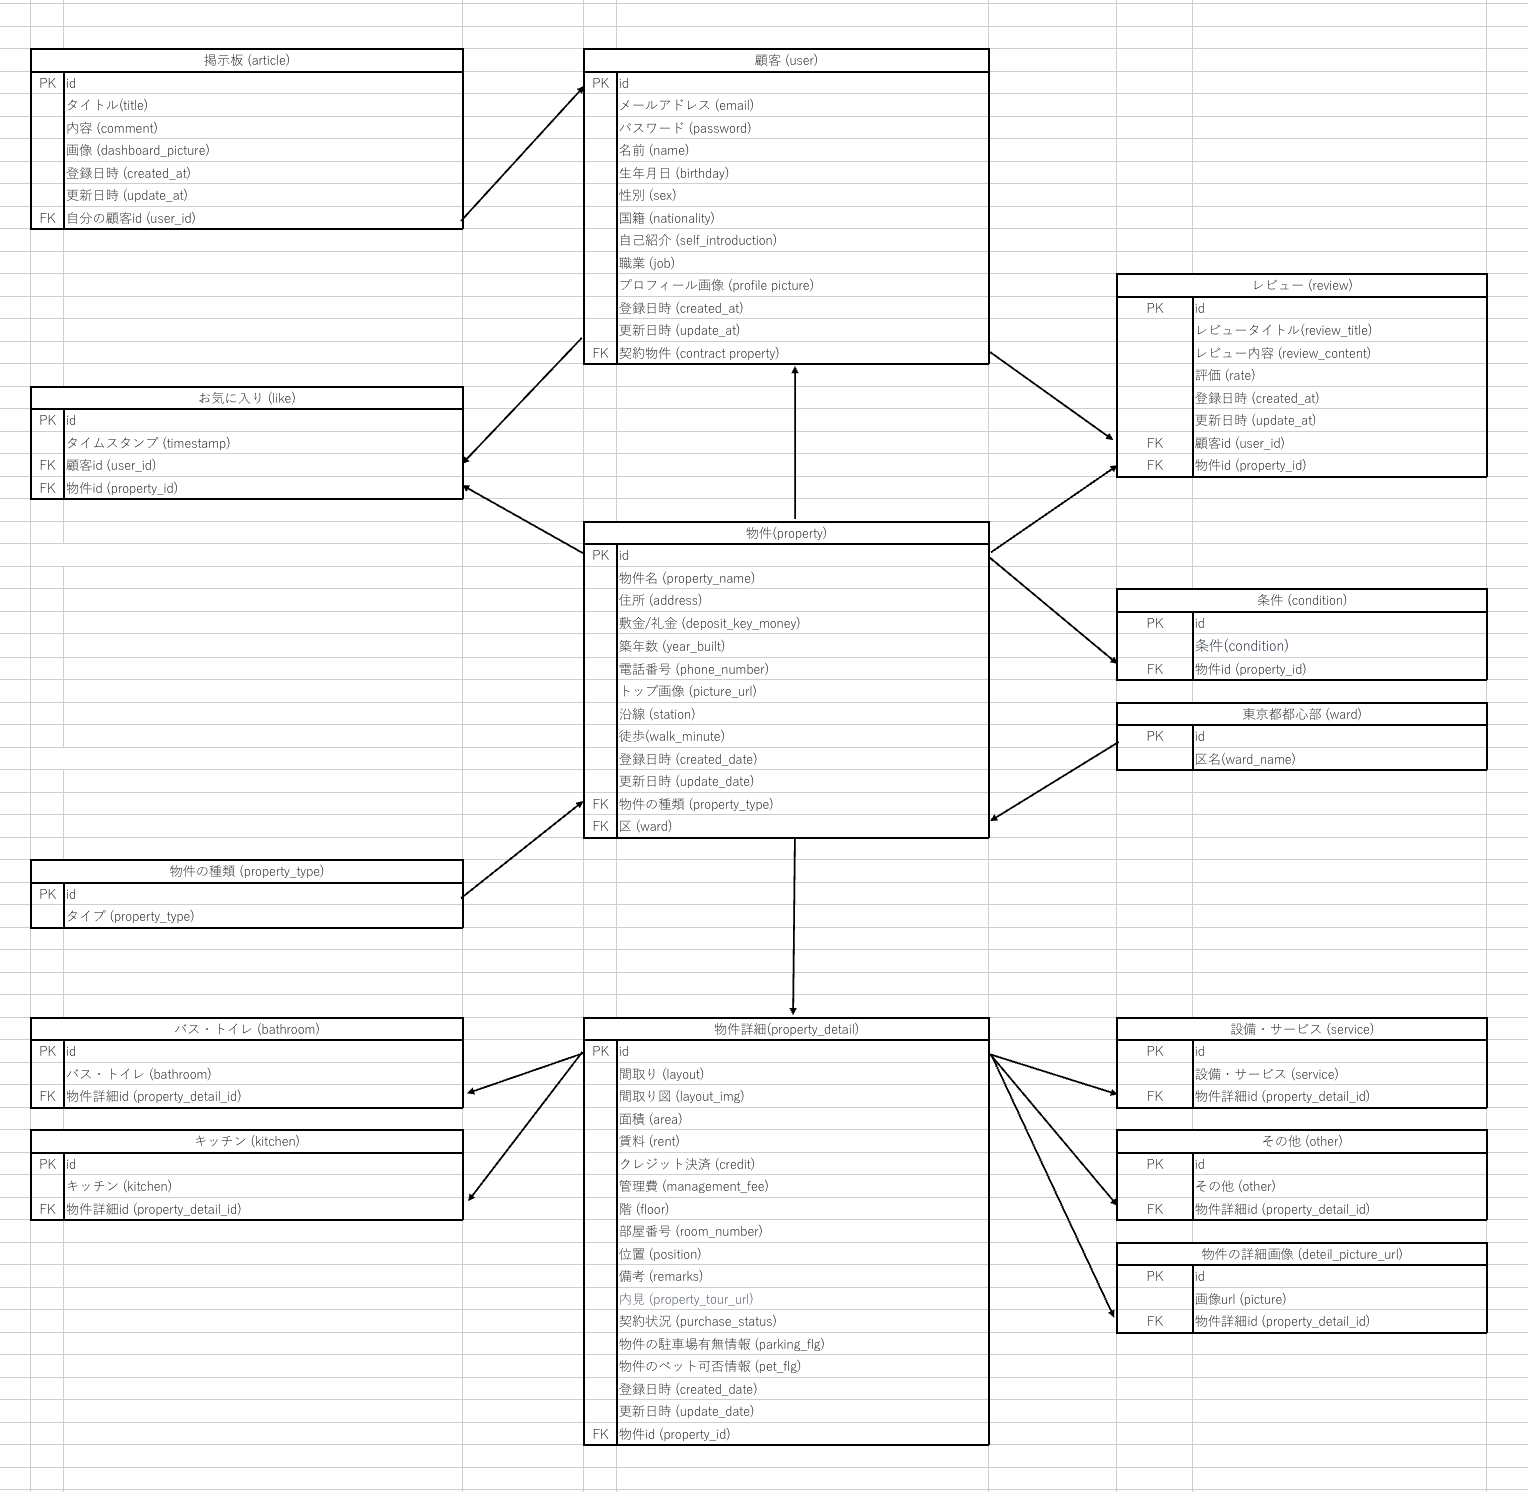 掲示板 (article)
PK id
タイトル(title)
内容 (comment)
画像 (dashboard_picture)
登録日時 (created_at)
更新日時 (update_at)
FK 自分の顧客id (user_id)
顧客 (user)
PK id
メールアドレス (email)
パスワード (password)
名前 (name)
生年月日 (birthday)
性別 (sex)
国籍 (nationality)
自己紹介 (self_introduction)
職業 (job)
プロフィール画像 (profile picture)
登録日時 (created_at)
更新日時 (update_at)
FK 契約物件 (contract property)
レビュー (review)
PK id
レビュータイトル(review_title)
レビュー内容 (review_content)
評価 (rate)
登録日時 (created_at)
更新日時 (update_at)
FK 顧客id (user_id)
FK 物件id (property_id)
お気に入り (like)
PK id
タイムスタンプ (timestamp)
FK 顧客id (user_id)
FK 物件id (property_id)
物件(property)
PK id
物件名 (property_name)
住所 (address)
敷金/礼金 (deposit_key_money)
築年数 (year_built)
電話番号 (phone_number)
トップ画像 (picture_url)
沿線 (station)
徒歩(walk_minute)
登録日時 (created_date)
更新日時 (update_date)
FK 物件の種類 (property_type)
FK 区 (ward)
条件 (condition)
PK id
条件(condition)
FK 物件id (property_id)
東京都都心部 (ward)
PK id
区名(ward_name)
物件の種類 (property_type)
PK id
タイプ (property_type)
バス・トイレ (bathroom)
PK id
バス・トイレ (bathroom)
FK 物件詳細id (property_detail_id)
キッチン (kitchen)
PK id
キッチン (kitchen)
FK 物件詳細id (property_detail_id)
物件詳細(property_detail)
PK id
間取り (layout)
間取り図 (layout_img)
面積 (area)
賃料 (rent)
クレジット決済 (credit)
管理費 (management_fee)
階 (floor)
部屋番号 (room_number)
位置 (position)
備考 (remarks)
内見 (property_tour_url)
契約状況 (purchase_status)
物件の駐車場有無情報 (parking_flg)
物件のペット可否情報 (pet_flg)
登録日時 (created_date)
更新日時 (update_date)
FK 物件id (property_id)
設備・サービス (service)
PK id
設備・サービス (service)
FK 物件詳細id (property_detail_id)
その他 (other)
PK id
その他 (other)
FK 物件詳細id (property_detail_id)
物件の詳細画像 (deteil_picture_url)
PK id
画像url (picture)
FK 物件詳細id (property_detail_id)